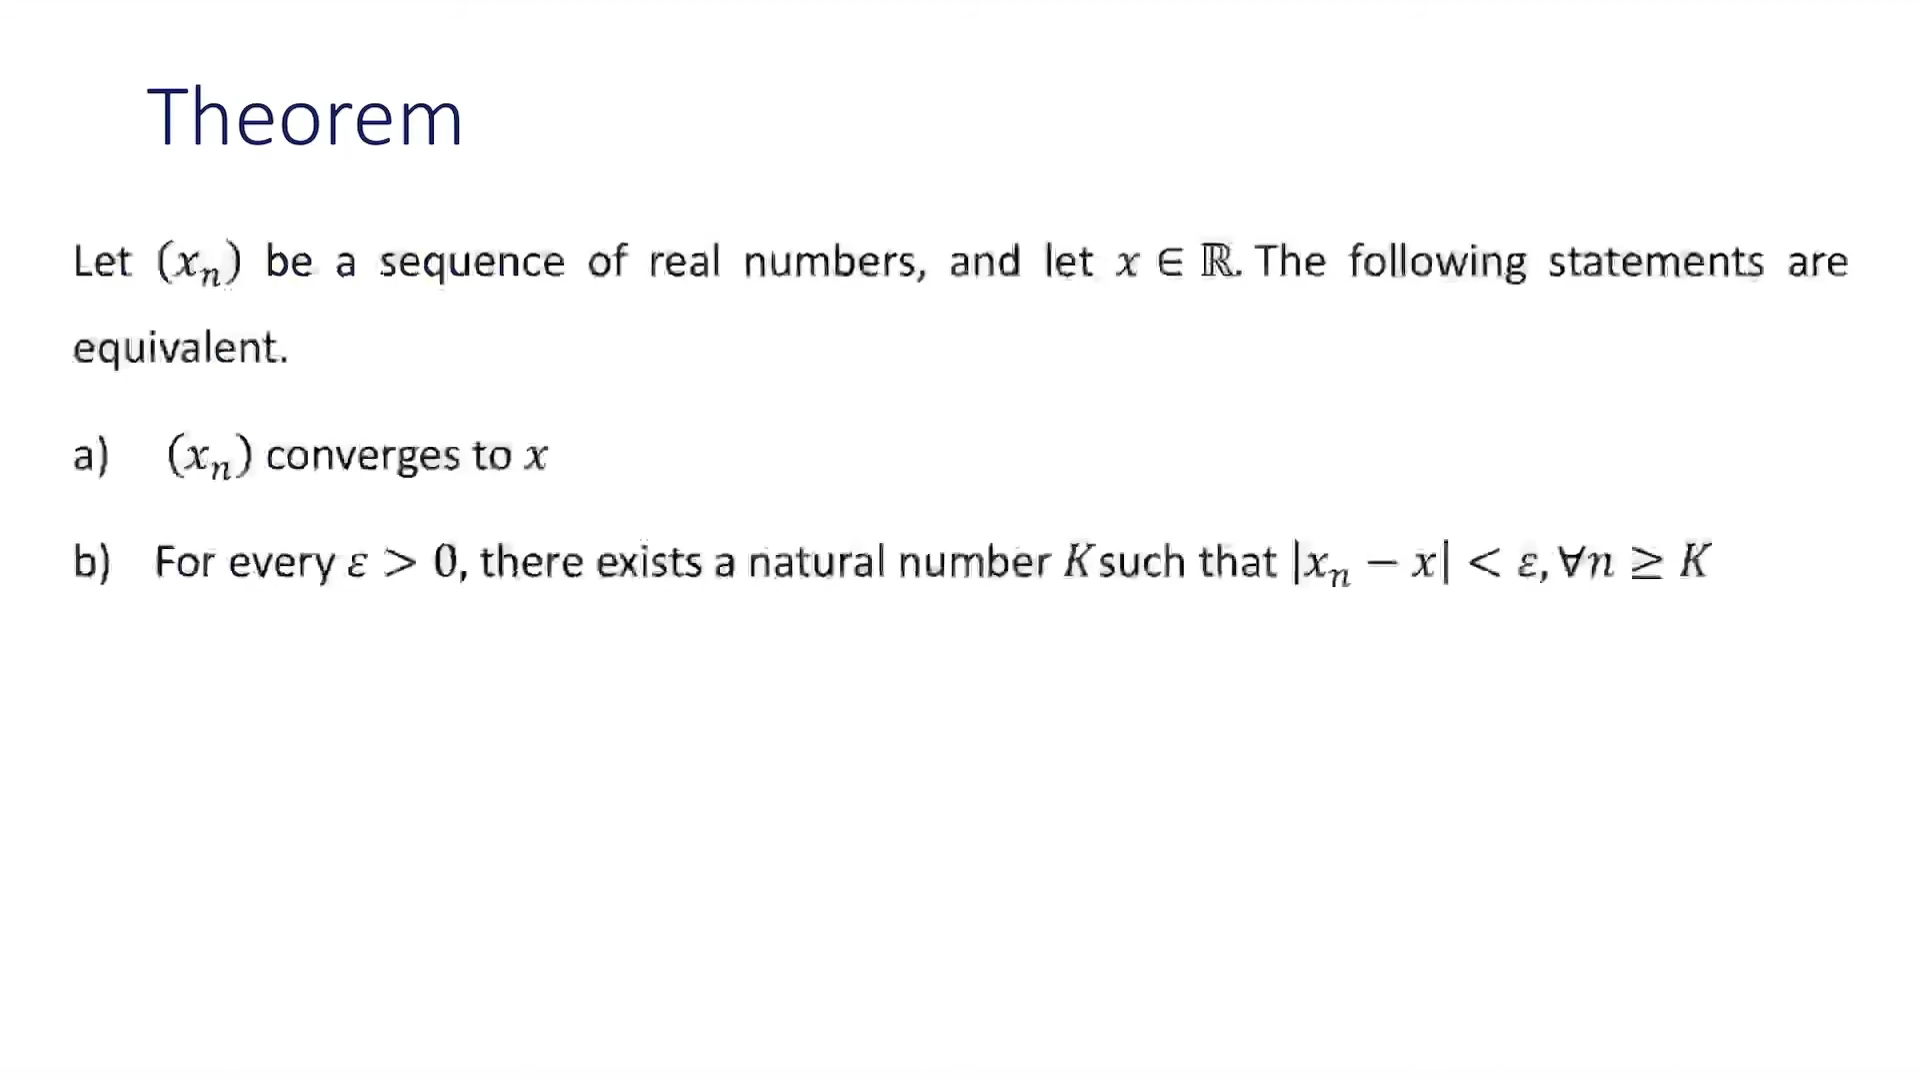 Theorem
Let (xₙ) be a sequence of real numbers, and let x ∈ ℝ. The following statements are
equivalent.
a) (xₙ) converges to x
b) For every ε > 0, there exists a natural number K such that |xₙ − x| < ε, ∀n ≥ K